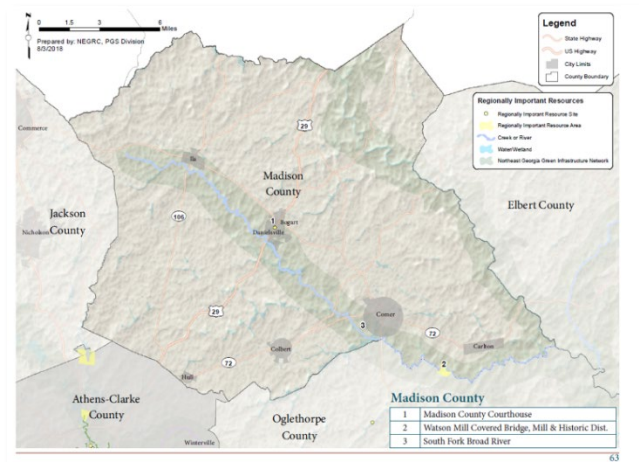 N
0 1.5 3 6
Miles
Prepared by: NEGRC, PGS Division
8/3/2018
Legend
State Highway
US Highway
City Limits
County Boundary
Regionally Important Resources
Regionally Important Resource Site
Regionally Important Resource Area
Creek or River
Water/Wetland
Northeast Georgia Green Infrastructure Network
Commerce
29
Ila
Madison
County
Elbert County
Jackson
County
Nicholson
106
1
Bogart
Danielsville
29
3
Comer
72
Colbert
Carlton
72
2
Hull
Athens-Clarke
County
Oglethorpe
County
Winterville
Madison County
1 Madison County Courthouse
2 Watson Mill Covered Bridge, Mill & Historic Dist.
3 South Fork Broad River
63